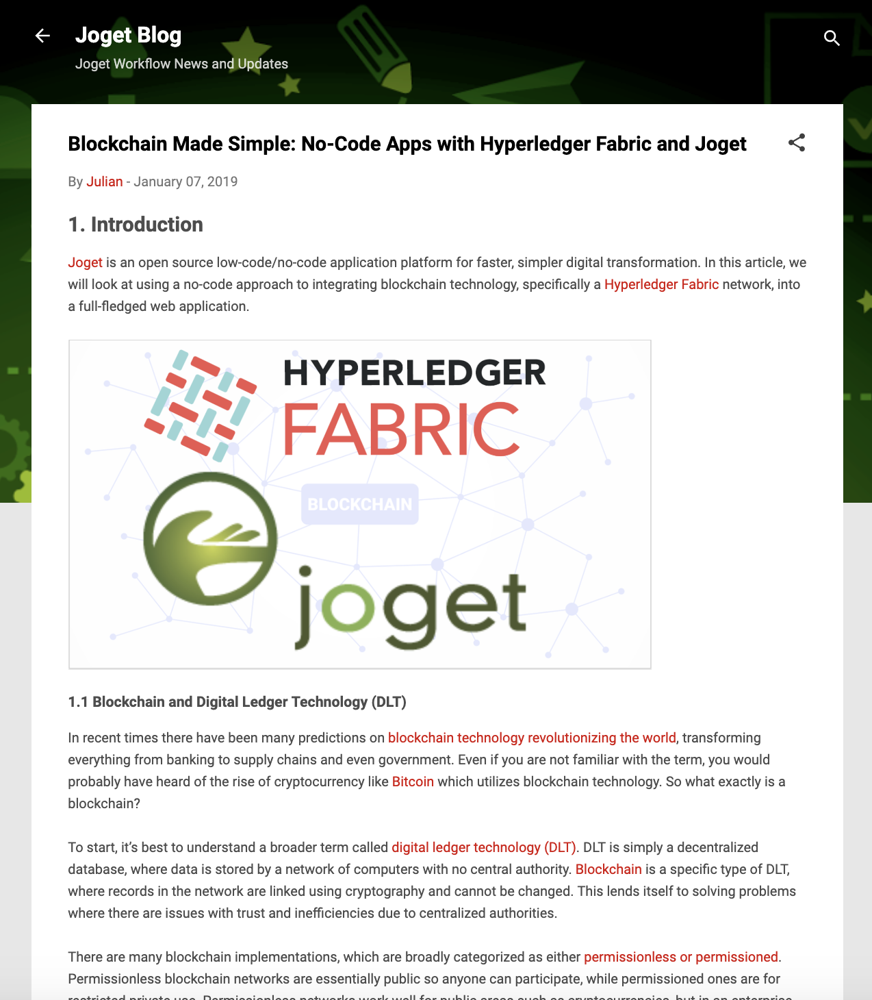 Joget Blog
Joget Workflow News and Updates
Blockchain Made Simple: No-Code Apps with Hyperledger Fabric and Joget
By Julian - January 07, 2019
1. Introduction
Joget is an open source low-code/no-code application platform for faster, simpler digital transformation. In this article, we
will look at using a no-code approach to integrating blockchain technology, specifically a Hyperledger Fabric network, into
a full-fledged web application.
HYPERLEDGER
FABRIC
BLOCKCHAIN
joget
1.1 Blockchain and Digital Ledger Technology (DLT)
In recent times there have been many predictions on blockchain technology revolutionizing the world, transforming
everything from banking to supply chains and even government. Even if you are not familiar with the term, you would
probably have heard of the rise of cryptocurrency like Bitcoin which utilizes blockchain technology. So what exactly is a
blockchain?
To start, it’s best to understand a broader term called digital ledger technology (DLT). DLT is simply a decentralized
database, where data is stored by a network of computers with no central authority. Blockchain is a specific type of DLT,
where records in the network are linked using cryptography and cannot be changed. This lends itself to solving problems
where there are issues with trust and inefficiencies due to centralized authorities.
There are many blockchain implementations, which are broadly categorized as either permissionless or permissioned.
Permissionless blockchain networks are essentially public so anyone can participate, while permissioned ones are for
restricted private use. Permissionless networks work well for public areas such as cryptocurrencies, but in an enterprise